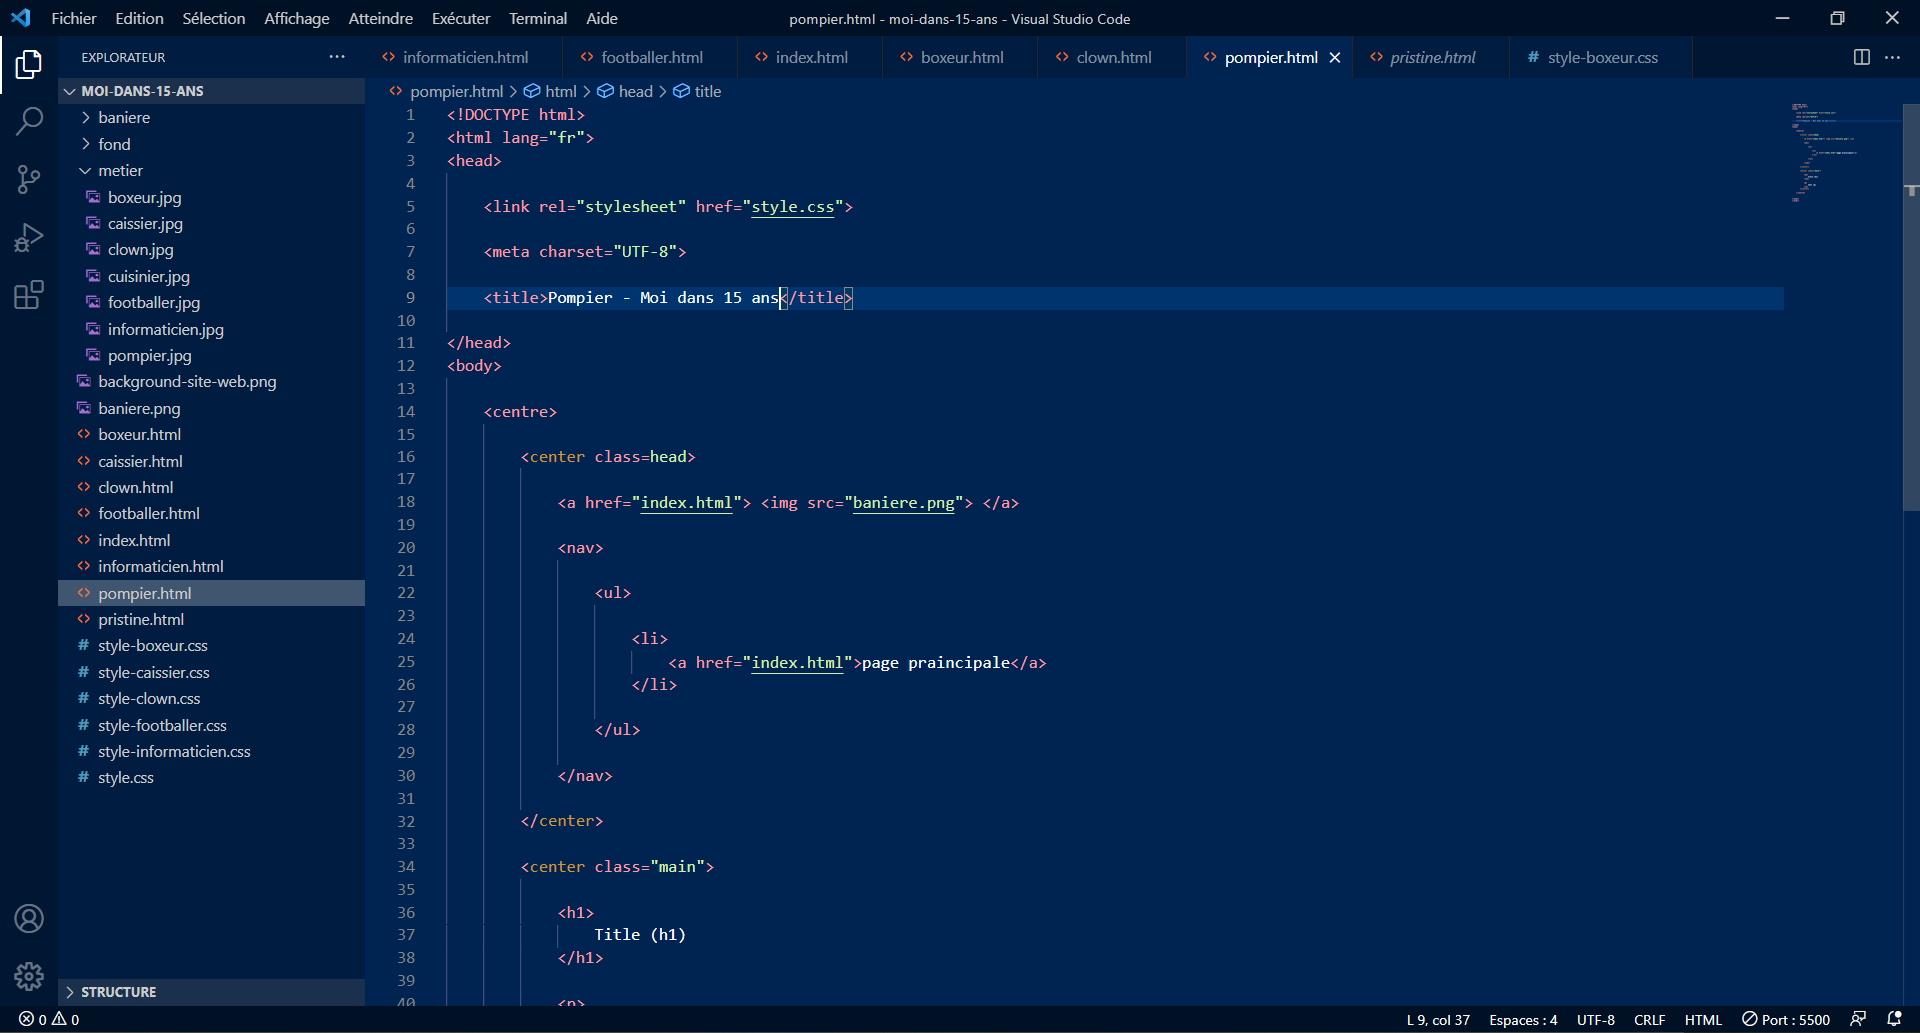 Fichier Edition Sélection Affichage Atteindre Exécuter Terminal Aide
pompier.html - moi-dans-15-ans - Visual Studio Code
EXPLORATEUR
informaticien.html footballer.html index.html boxeur.html clown.html pompier.html pristine.html style-boxeur.css
MOI-DANS-15-ANS
baniere
fond
metier
boxeur.jpg
caissier.jpg
clown.jpg
cuisinier.jpg
footballer.jpg
informaticien.jpg
pompier.jpg
background-site-web.png
baniere.png
boxeur.html
caissier.html
clown.html
footballer.html
index.html
informaticien.html
pompier.html
pristine.html
style-boxeur.css
style-caissier.css
style-clown.css
style-footballer.css
style-informaticien.css
style.css
STRUCTURE
pompier.html > html > head > title
1 <!DOCTYPE html>
2 <html lang="fr">
3 <head>
4
5 <link rel="stylesheet" href="style.css">
6
7 <meta charset="UTF-8">
8
9 <title>Pompier - Moi dans 15 ans</title>
10
11 </head>
12 <body>
13
14 <centre>
15
16 <center class=head>
17
18 <a href="index.html"> <img src="baniere.png"> </a>
19
20 <nav>
21
22 <ul>
23
24 <li>
25 <a href="index.html">page praincipale</a>
26 </li>
27
28 </ul>
29
30 </nav>
31
32 </center>
33
34 <center class="main">
35
36 <h1>
37 Title (h1)
38 </h1>
39
40 <p>
0 0
L 9, col 37 Espaces : 4 UTF-8 CRLF HTML Port : 5500